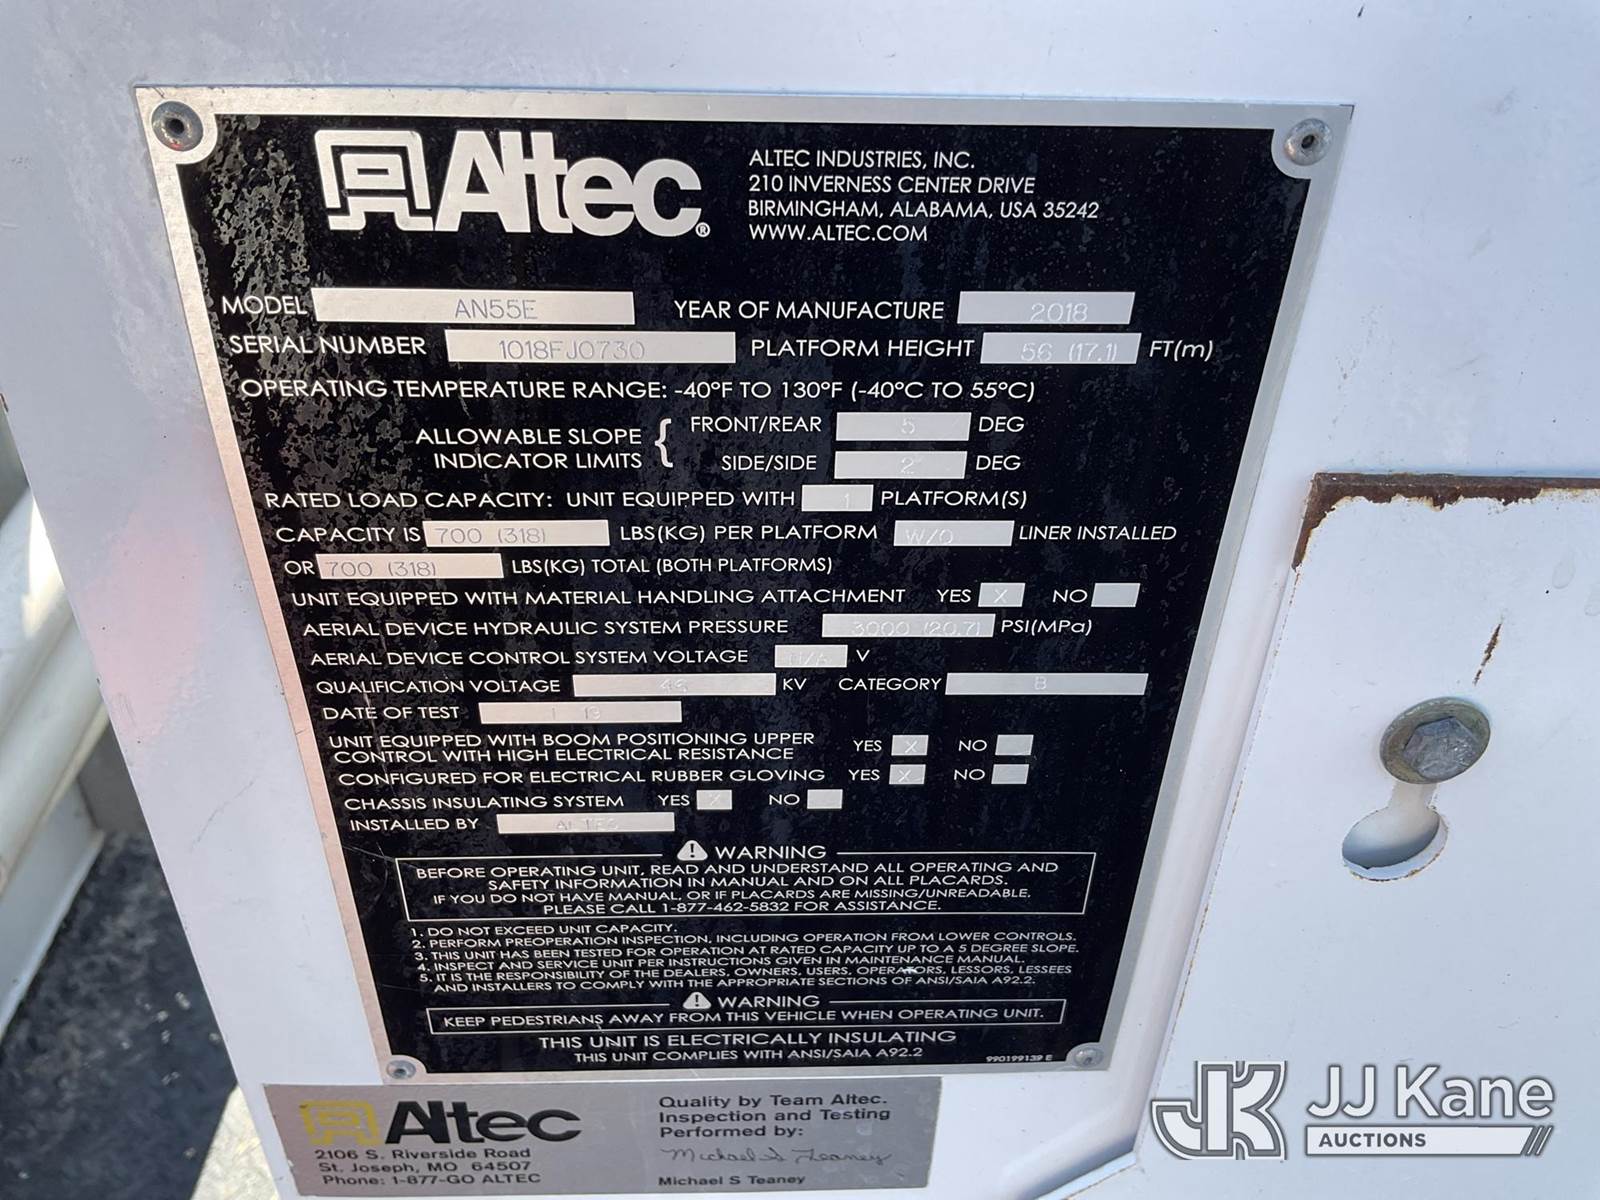 Altec®
ALTEC INDUSTRIES, INC.
210 INVERNESS CENTER DRIVE
BIRMINGHAM, ALABAMA, USA 35242
WWW.ALTEC.COM
MODEL AN55E YEAR OF MANUFACTURE 2018
SERIAL NUMBER 1018FJ0730 PLATFORM HEIGHT 56 (17.1) FT(m)
OPERATING TEMPERATURE RANGE: -40°F TO 130°F (-40°C TO 55°C)
ALLOWABLE SLOPE INDICATOR LIMITS { FRONT/REAR 5 DEG
SIDE/SIDE 2 DEG
RATED LOAD CAPACITY: UNIT EQUIPPED WITH 1 PLATFORM(S)
CAPACITY IS 700 (318) LBS(KG) PER PLATFORM W/O LINER INSTALLED
OR 700 (318) LBS(KG) TOTAL (BOTH PLATFORMS)
UNIT EQUIPPED WITH MATERIAL HANDLING ATTACHMENT YES X NO
AERIAL DEVICE HYDRAULIC SYSTEM PRESSURE 3000 (20.7) PSI(MPa)
AERIAL DEVICE CONTROL SYSTEM VOLTAGE N/A V
QUALIFICATION VOLTAGE 46 KV CATEGORY B
DATE OF TEST 1 19
UNIT EQUIPPED WITH BOOM POSITIONING UPPER
CONTROL WITH HIGH ELECTRICAL RESISTANCE YES X NO
CONFIGURED FOR ELECTRICAL RUBBER GLOVING YES X NO
CHASSIS INSULATING SYSTEM YES X NO
INSTALLED BY ALTEC
WARNING
BEFORE OPERATING UNIT, READ AND UNDERSTAND ALL OPERATING AND
SAFETY INFORMATION IN MANUAL AND ON ALL PLACARDS.
IF YOU DO NOT HAVE MANUAL, OR IF PLACARDS ARE MISSING/UNREADABLE,
PLEASE CALL 1-877-462-5832 FOR ASSISTANCE.
1. DO NOT EXCEED UNIT CAPACITY.
2. PERFORM PREOPERATION INSPECTION, INCLUDING OPERATION FROM LOWER CONTROLS.
3. THIS UNIT HAS BEEN TESTED FOR OPERATION AT RATED CAPACITY UP TO A 5 DEGREE SLOPE.
4. INSPECT AND SERVICE UNIT PER INSTRUCTIONS GIVEN IN MAINTENANCE MANUAL.
5. IT IS THE RESPONSIBILITY OF THE DEALERS, OWNERS, USERS, OPERATORS, LESSORS, LESSEES
AND INSTALLERS TO COMPLY WITH THE APPROPRIATE SECTIONS OF ANSI/SAIA A92.2.
WARNING
KEEP PEDESTRIANS AWAY FROM THIS VEHICLE WHEN OPERATING UNIT.
THIS UNIT IS ELECTRICALLY INSULATING
THIS UNIT COMPLIES WITH ANSI/SAIA A92.2
990199139 E
Altec
2106 S. Riverside Road
St. Joseph, MO 64507
Phone: 1-877-GO ALTEC
Quality by Team Altec.
Inspection and Testing
Performed by:
Michael S Teaney
Michael S Teaney
JK JJ Kane
AUCTIONS